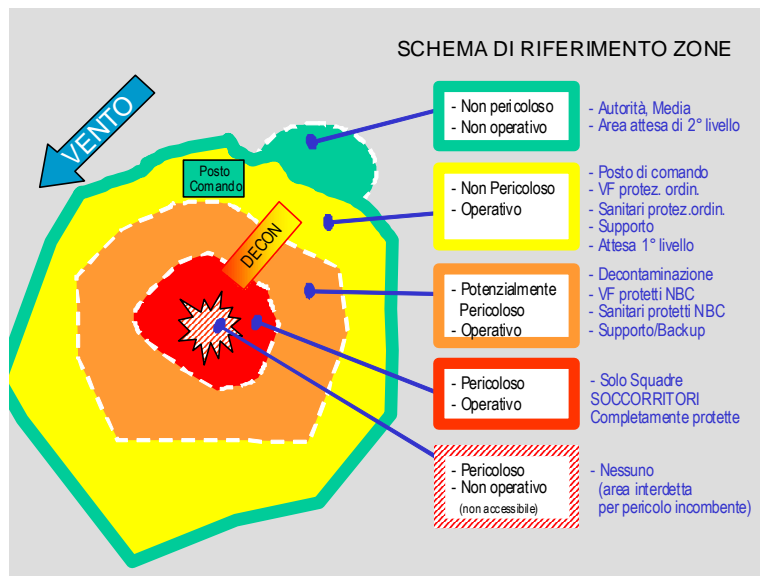 SCHEMA DI RIFERIMENTO ZONE
VENTO
Posto
Comando
DECON
- Non pericoloso
- Non operativo
- Autorità, Media
- Area attesa di 2° livello
- Non Pericoloso
- Operativo
- Posto di comando
- VF protez. ordin.
- Sanitari protez.ordin.
- Supporto
- Attesa 1° livello
- Potenzialmente
Pericoloso
- Operativo
- Decontaminazione
- VF protetti NBC
- Sanitari protetti NBC
- Supporto/Backup
- Pericoloso
- Operativo
- Solo Squadre
SOCCORRITORI
Completamente protette
- Pericoloso
- Non operativo
(non accessibile)
- Nessuno
(area interdetta
per pericolo incombente)